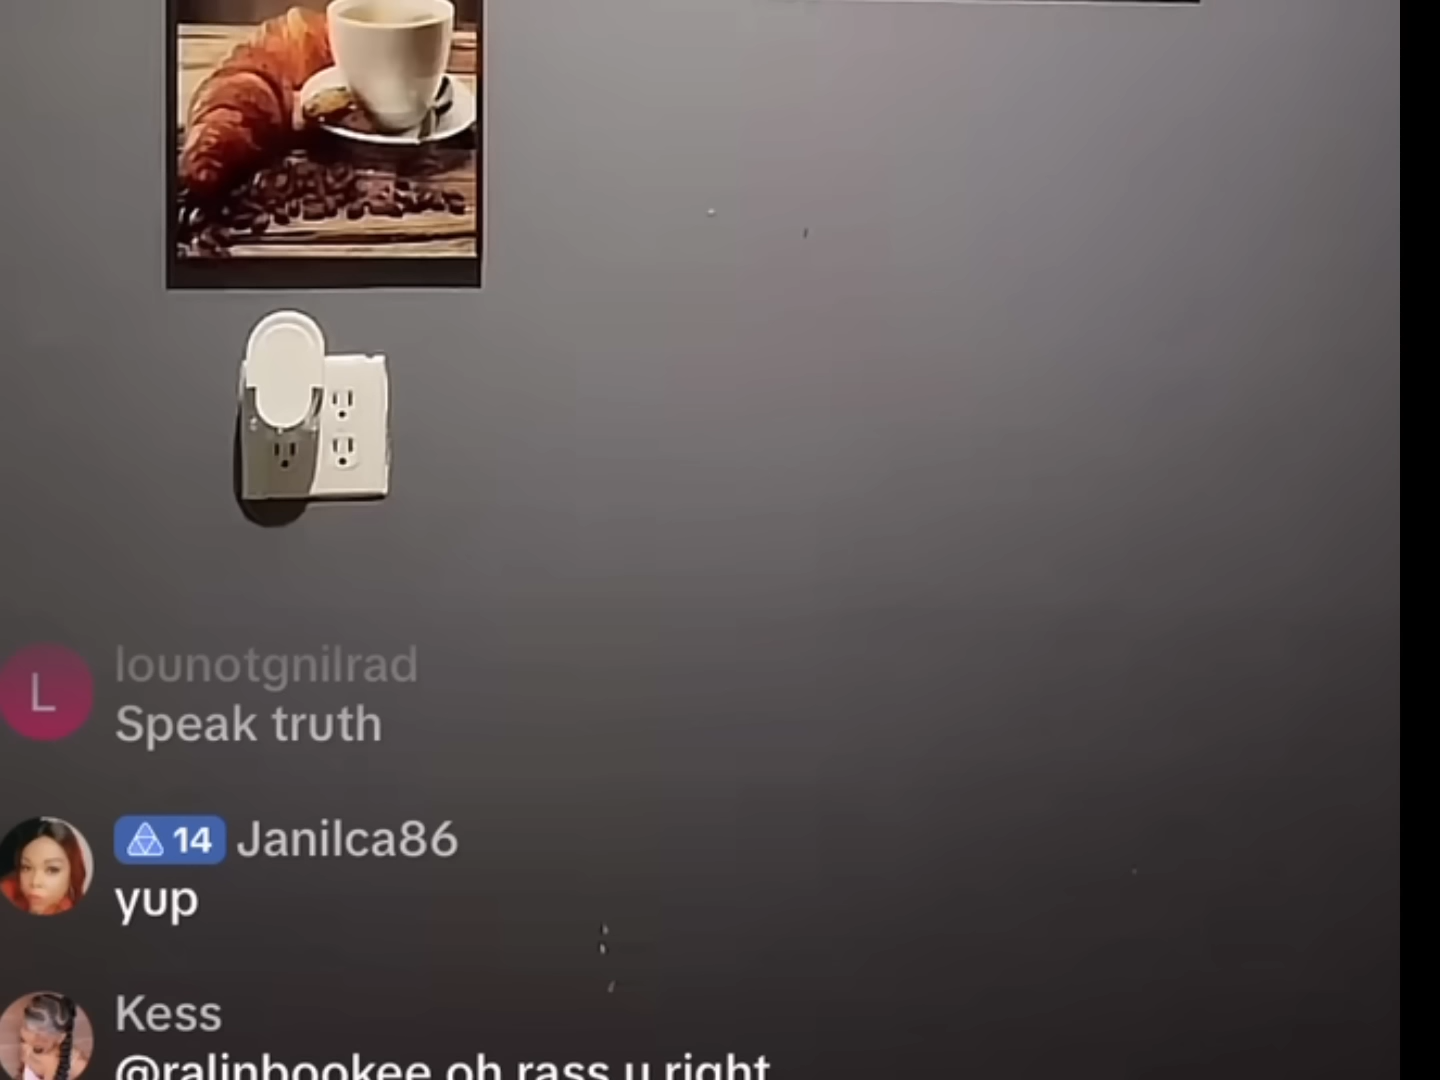 L
lounotgnilrad
Speak truth
14 Janilca86
yup
Kess
@ralinbookee oh rass u right